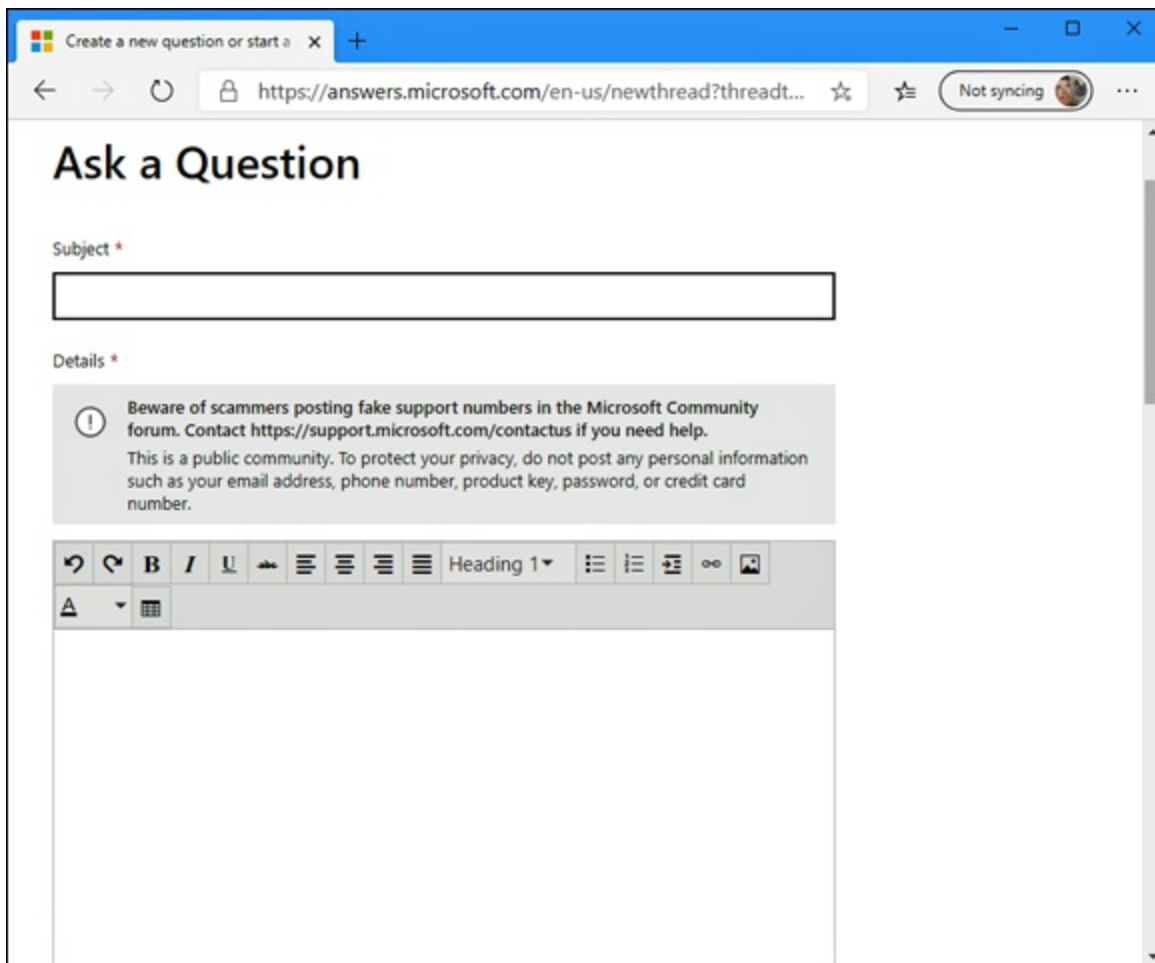 Create a new question or start a
https://answers.microsoft.com/en-us/newthread?threadt...
Not syncing
Ask a Question
Subject *
Details *
Beware of scammers posting fake support numbers in the Microsoft Community
forum. Contact https://support.microsoft.com/contactus if you need help.
This is a public community. To protect your privacy, do not post any personal information
such as your email address, phone number, product key, password, or credit card
number.
B I U abc Heading 1
A